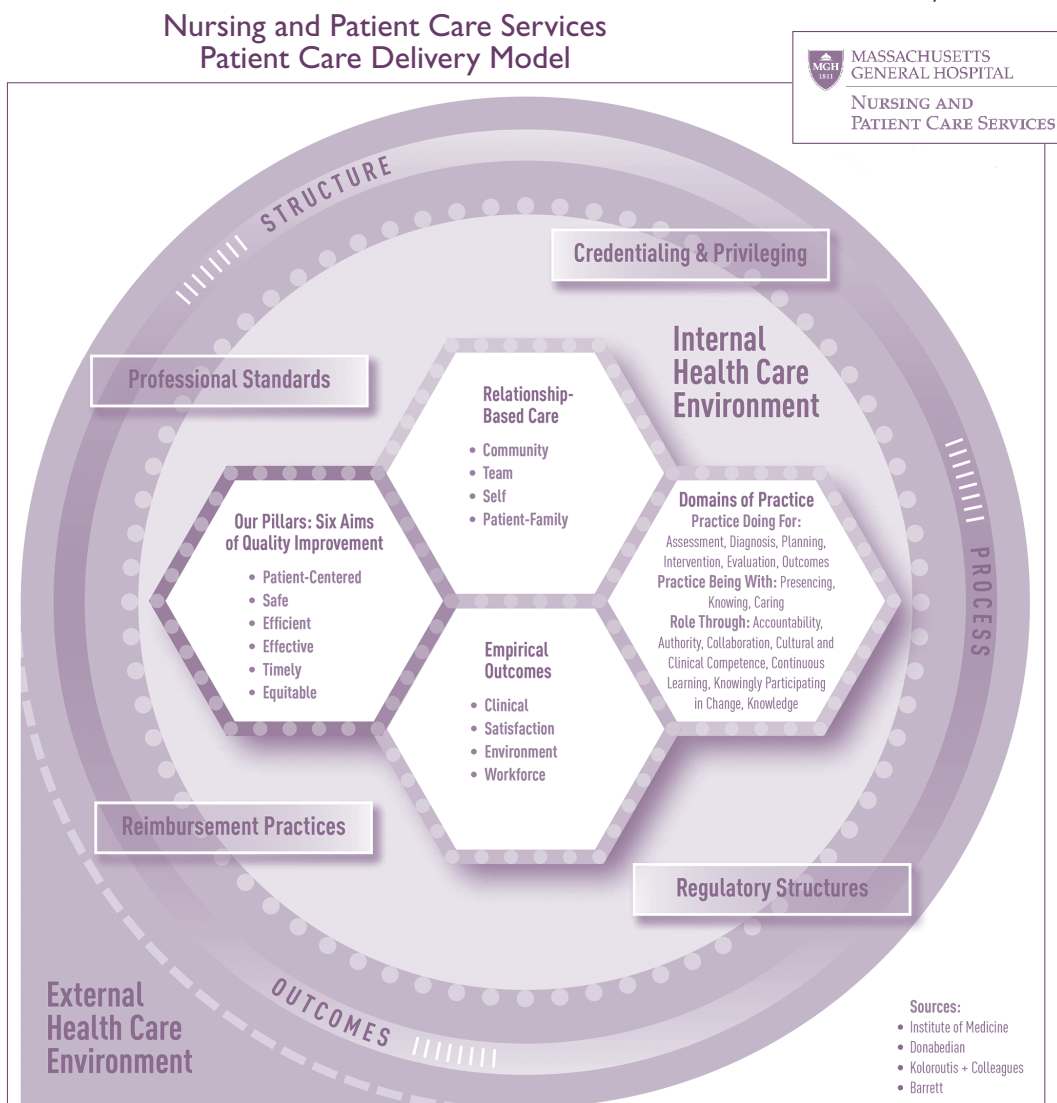 Nursing and Patient Care Services
Patient Care Delivery Model
MGH
1811
MASSACHUSETTS
GENERAL HOSPITAL
NURSING AND
PATIENT CARE SERVICES
STRUCTURE
Credentialing & Privileging
Internal
Health Care
Environment
Professional Standards
Relationship-
Based Care
• Community
• Team
• Self
• Patient-Family
Our Pillars: Six Aims
of Quality Improvement
• Patient-Centered
• Safe
• Efficient
• Effective
• Timely
• Equitable
Domains of Practice
Practice Doing For:
Assessment, Diagnosis, Planning,
Intervention, Evaluation, Outcomes
Practice Being With: Presencing,
Knowing, Caring
Role Through: Accountability,
Authority, Collaboration, Cultural and
Clinical Competence, Continuous
Learning, Knowingly Participating
in Change, Knowledge
PROCESS
Empirical
Outcomes
• Clinical
• Satisfaction
• Environment
• Workforce
Reimbursement Practices
Regulatory Structures
OUTCOMES
External
Health Care
Environment
Sources:
• Institute of Medicine
• Donabedian
• Koloroutis + Colleagues
• Barrett